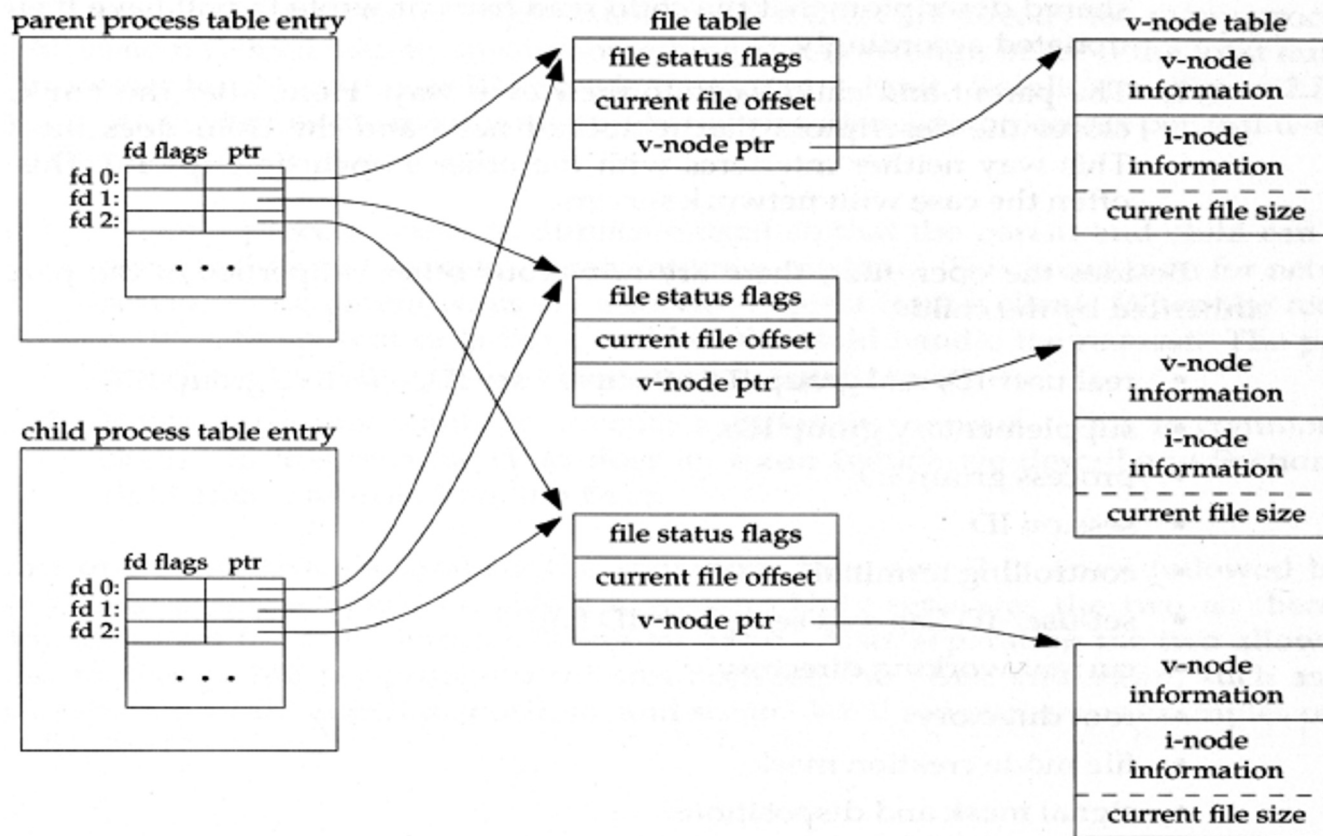 parent process table entry
fd flags ptr
fd 0:
fd 1:
fd 2:
• • •
child process table entry
fd flags ptr
fd 0:
fd 1:
fd 2:
• • •
file table
file status flags
current file offset
v-node ptr
file status flags
current file offset
v-node ptr
file status flags
current file offset
v-node ptr
v-node table
v-node
information
i-node
information
current file size
v-node
information
i-node
information
current file size
v-node
information
i-node
information
current file size